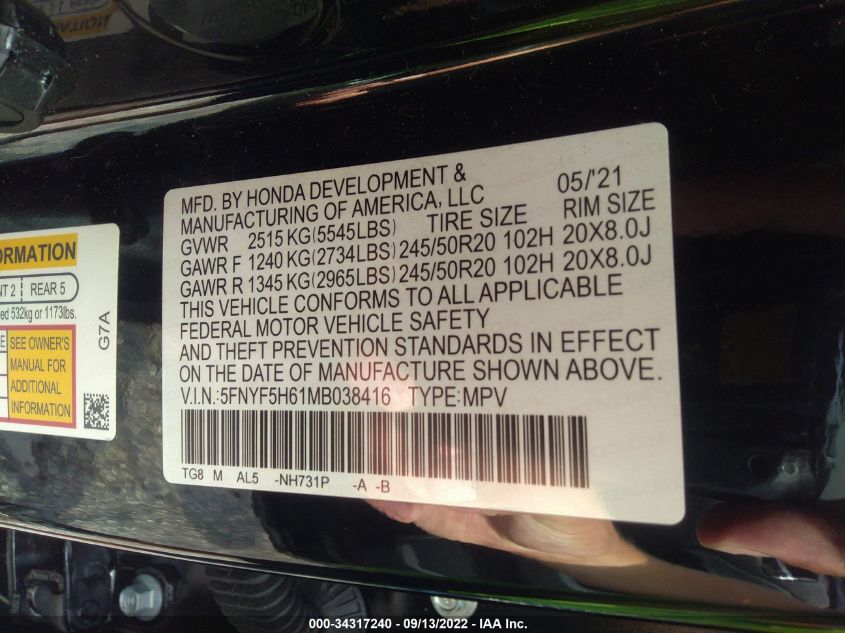 MFD. BY HONDA DEVELOPMENT &
MANUFACTURING OF AMERICA, LLC 05/'21
GVWR 2515 KG(5545LBS) TIRE SIZE RIM SIZE
GAWR F 1240 KG(2734LBS) 245/50R20 102H 20X8.0J
GAWR R 1345 KG(2965LBS) 245/50R20 102H 20X8.0J
THIS VEHICLE CONFORMS TO ALL APPLICABLE
FEDERAL MOTOR VEHICLE SAFETY
AND THEFT PREVENTION STANDARDS IN EFFECT
ON THE DATE OF MANUFACTURE SHOWN ABOVE.
V.I.N.:5FNYF5H61MB038416 TYPE:MPV
TG8 M AL5 -NH731P -A -B
2 REAR 5
532kg or 1173lbs.
SEE OWNER'S
MANUAL FOR
ADDITIONAL
INFORMATION
G7A
000-34317240 - 09/13/2022 - IAA Inc.